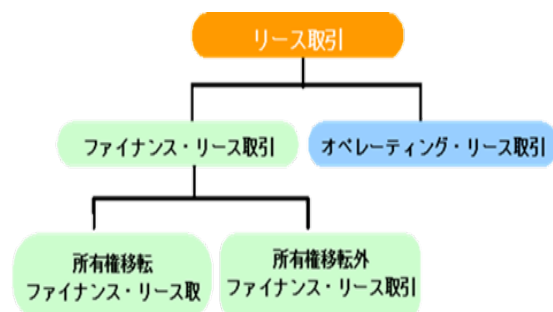 リース取引
ファイナンス・リース取引
オペレーティング・リース取引
所有権移転
ファイナンス・リース取
所有権移転外
ファイナンス・リース取引